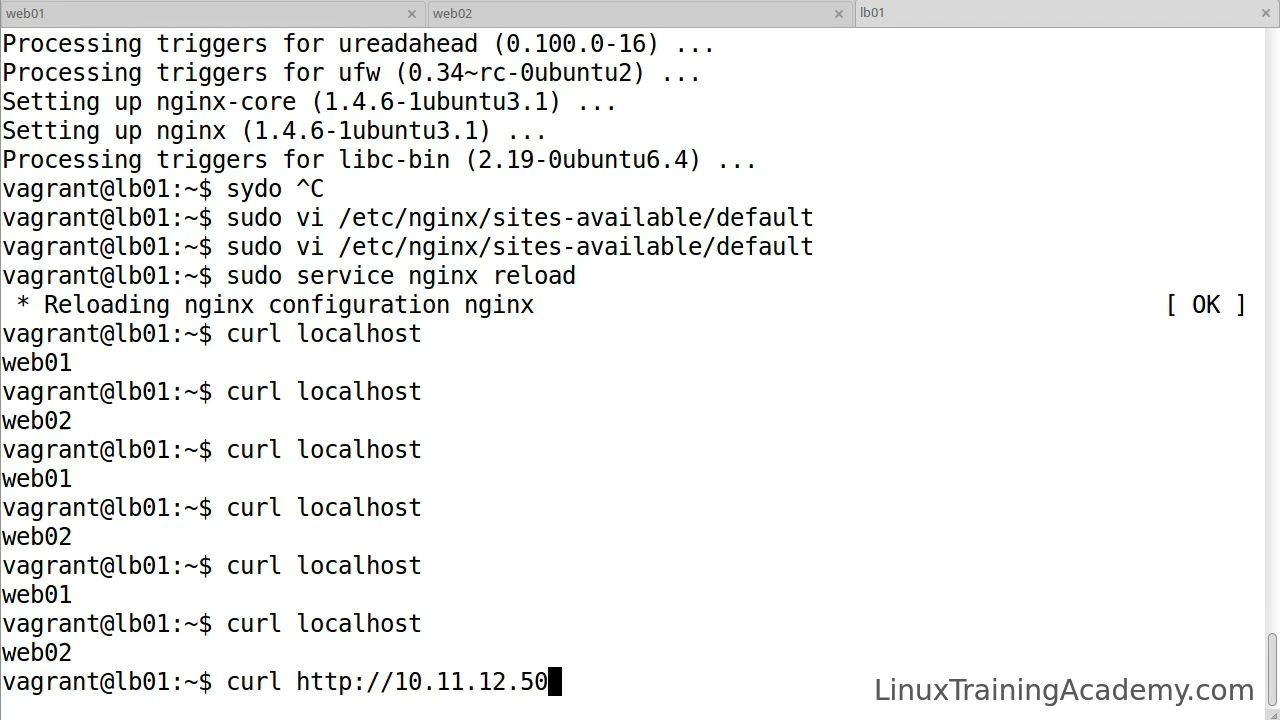 web01 × web02 × lb01 ×
Processing triggers for ureadahead (0.100.0-16) ...
Processing triggers for ufw (0.34~rc-0ubuntu2) ...
Setting up nginx-core (1.4.6-1ubuntu3.1) ...
Setting up nginx (1.4.6-1ubuntu3.1) ...
Processing triggers for libc-bin (2.19-0ubuntu6.4) ...
vagrant@lb01:~$ sydo ^C
vagrant@lb01:~$ sudo vi /etc/nginx/sites-available/default
vagrant@lb01:~$ sudo vi /etc/nginx/sites-available/default
vagrant@lb01:~$ sudo service nginx reload
 * Reloading nginx configuration nginx [ OK ]
vagrant@lb01:~$ curl localhost
web01
vagrant@lb01:~$ curl localhost
web02
vagrant@lb01:~$ curl localhost
web01
vagrant@lb01:~$ curl localhost
web02
vagrant@lb01:~$ curl localhost
web01
vagrant@lb01:~$ curl localhost
web02
vagrant@lb01:~$ curl http://10.11.12.50
LinuxTrainingAcademy.com